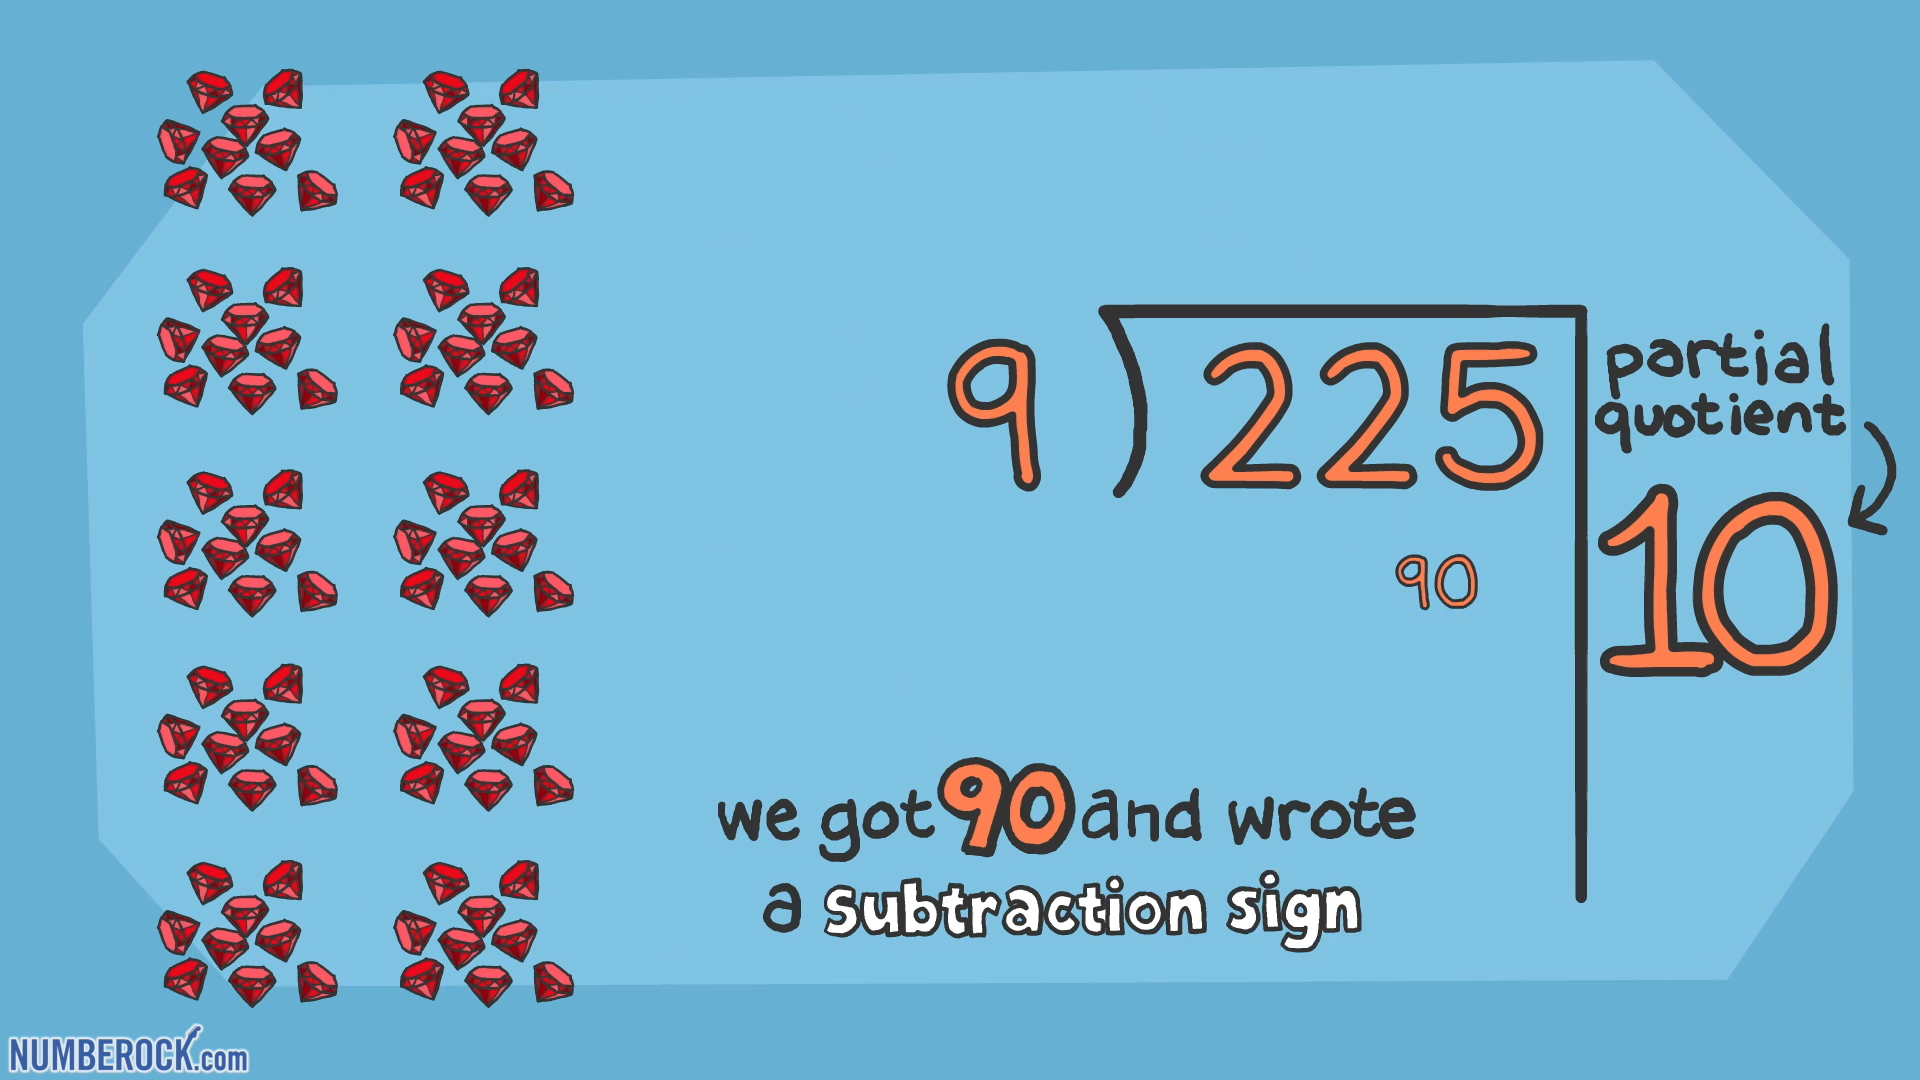 9 225
partial
quotient
10
90
we got 90 and wrote
a subtraction sign
NUMBEROCK.com